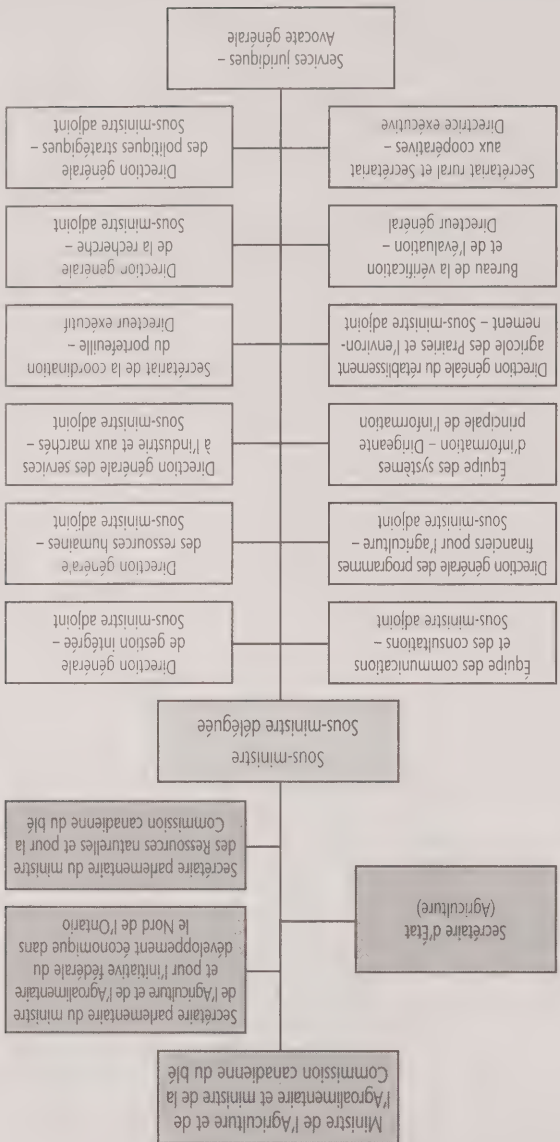 Ministre de l'Agriculture et de
l'Agroalimentaire et ministre de la
Commission canadienne du blé
Secrétaire parlementaire du ministre
de l'Agriculture et de l'Agroalimentaire
et pour l'initiative fédérale du
développement économique dans
le Nord de l'Ontario
Secrétaire d'État
(Agriculture)
Secrétaire parlementaire du ministre
des Ressources naturelles et pour la
Commission canadienne du blé
Sous-ministre
Sous-ministre déléguée
Équipe des communications
et des consultations –
Sous-ministre adjoint
Direction générale
de gestion intégrée –
Sous-ministre adjoint
Direction générale des programmes
financiers pour l'agriculture –
Sous-ministre adjoint
Direction générale
des ressources humaines –
Sous-ministre adjoint
Équipe des systèmes
d'information – Dirigeante
principale de l'information
Direction générale des services
à l'industrie et aux marchés –
Sous-ministre adjoint
Direction générale du rétablissement
agricole des Prairies et l'environ-
nement – Sous-ministre adjoint
Secrétariat de la coordination
du portefeuille –
Directeur exécutif
Bureau de la vérification
et de l'évaluation –
Directeur général
Direction générale
de la recherche –
Sous-ministre adjoint
Secrétariat rural et Secrétariat
aux coopératives –
Directrice exécutive
Direction générale
des politiques stratégiques –
Sous-ministre adjoint
Services juridiques –
Avocate générale